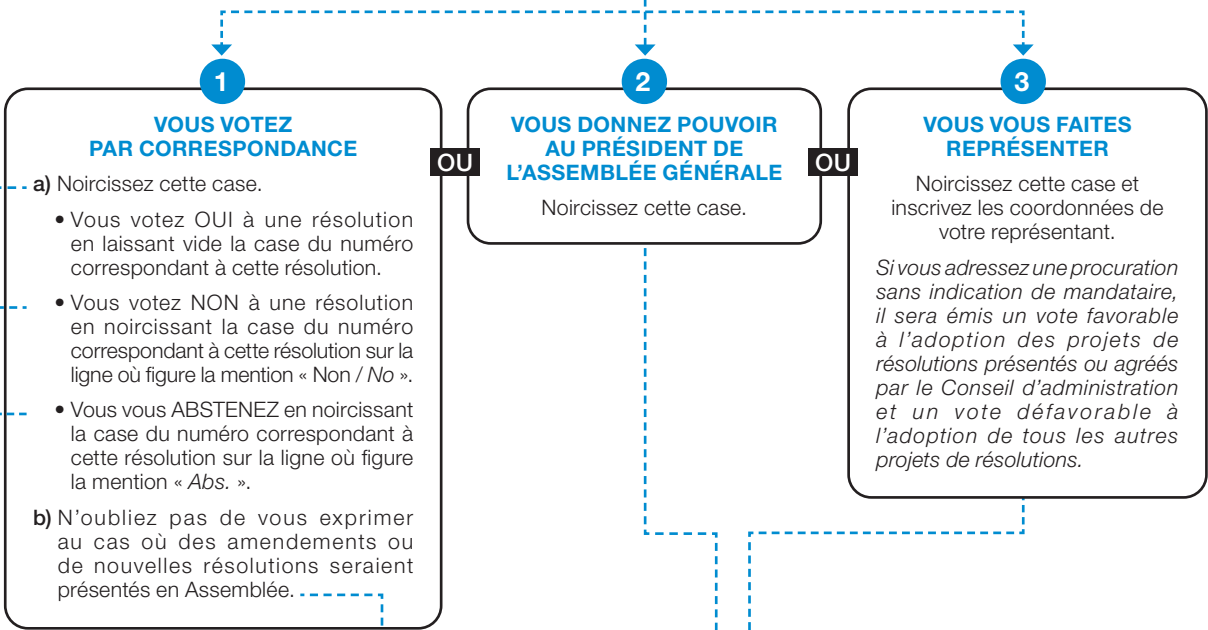 1
VOUS VOTEZ
PAR CORRESPONDANCE
a) Noircissez cette case.
• Vous votez OUI à une résolution
en laissant vide la case du numéro
correspondant à cette résolution.
• Vous votez NON à une résolution
en noircissant la case du numéro
correspondant à cette résolution sur la
ligne où figure la mention « Non / No ».
• Vous vous ABSTENEZ en noircissant
la case du numéro correspondant à
cette résolution sur la ligne où figure
la mention « Abs. ».
b) N'oubliez pas de vous exprimer
au cas où des amendements ou
de nouvelles résolutions seraient
présentés en Assemblée.
OU
2
VOUS DONNEZ POUVOIR
AU PRÉSIDENT DE
L'ASSEMBLÉE GÉNÉRALE
Noircissez cette case.
OU
3
VOUS VOUS FAITES
REPRÉSENTER
Noircissez cette case et
inscrivez les coordonnées de
votre représentant.
Si vous adressez une procuration
sans indication de mandataire,
il sera émis un vote favorable
à l'adoption des projets de
résolutions présentés ou agréés
par le Conseil d'administration
et un vote défavorable à
l'adoption de tous les autres
projets de résolutions.